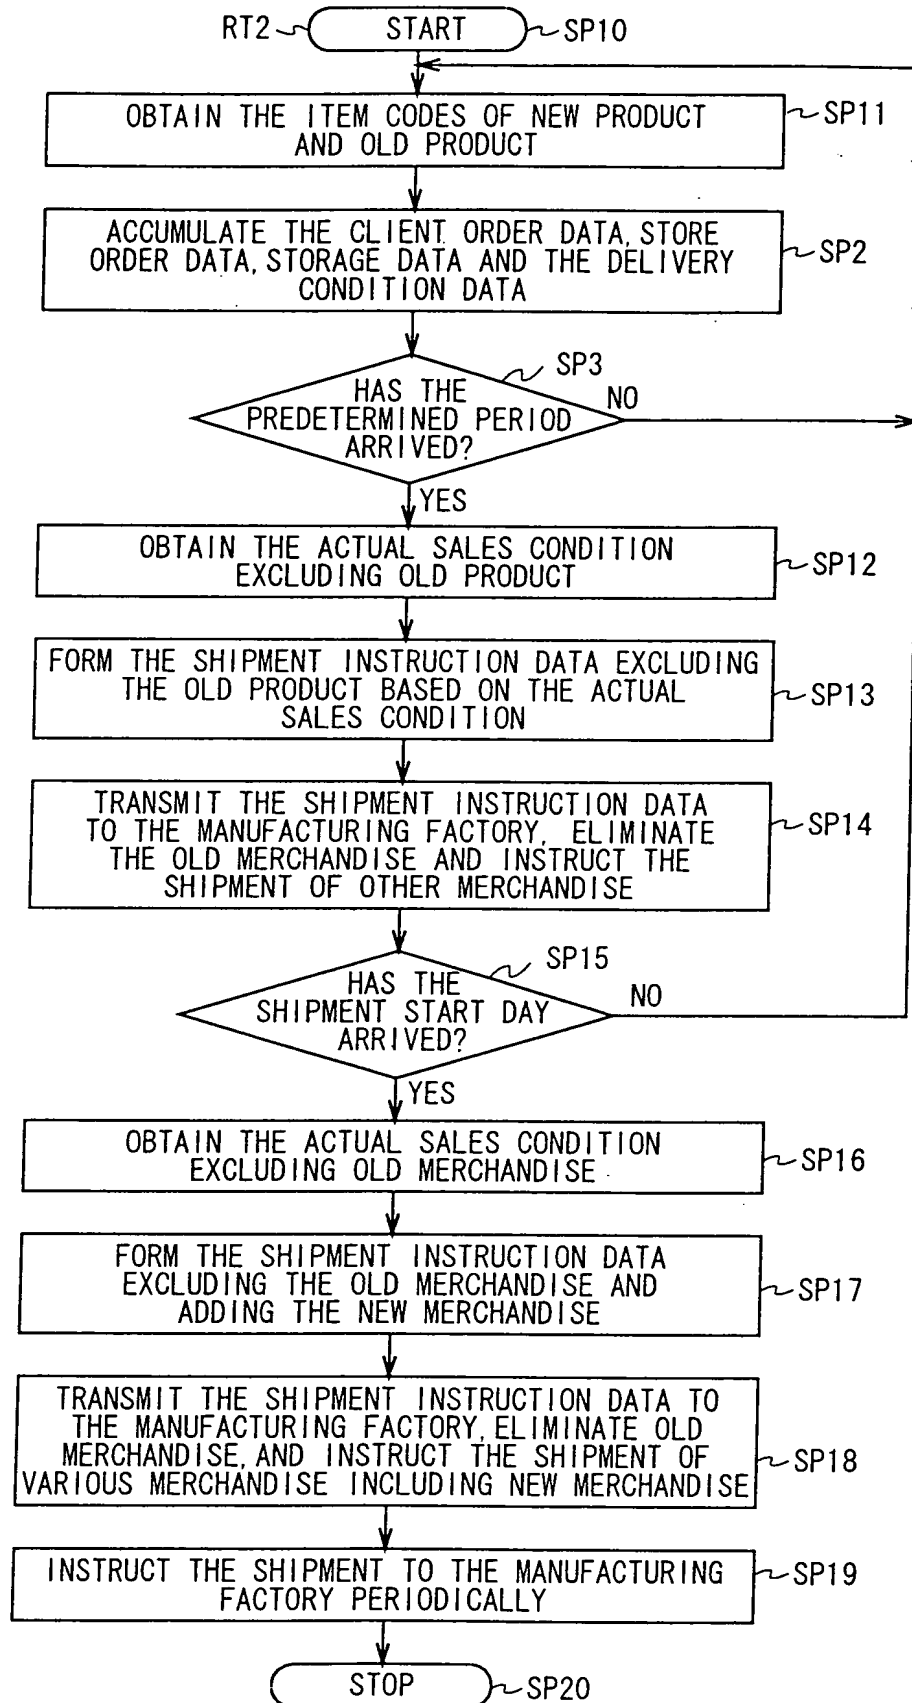 RT2
START
SP10
OBTAIN THE ITEM CODES OF NEW PRODUCT
AND OLD PRODUCT
SP11
ACCUMULATE THE CLIENT ORDER DATA, STORE
ORDER DATA, STORAGE DATA AND THE DELIVERY
CONDITION DATA
SP2
SP3
HAS THE
PREDETERMINED PERIOD
ARRIVED?
NO
YES
OBTAIN THE ACTUAL SALES CONDITION
EXCLUDING OLD PRODUCT
SP12
FORM THE SHIPMENT INSTRUCTION DATA EXCLUDING
THE OLD PRODUCT BASED ON THE ACTUAL
SALES CONDITION
SP13
TRANSMIT THE SHIPMENT INSTRUCTION DATA
TO THE MANUFACTURING FACTORY, ELIMINATE
THE OLD MERCHANDISE AND INSTRUCT THE
SHIPMENT OF OTHER MERCHANDISE
SP14
SP15
HAS THE
SHIPMENT START DAY
ARRIVED?
NO
YES
OBTAIN THE ACTUAL SALES CONDITION
EXCLUDING OLD MERCHANDISE
SP16
FORM THE SHIPMENT INSTRUCTION DATA
EXCLUDING THE OLD MERCHANDISE AND
ADDING THE NEW MERCHANDISE
SP17
TRANSMIT THE SHIPMENT INSTRUCTION DATA TO
THE MANUFACTURING FACTORY, ELIMINATE OLD
MERCHANDISE, AND INSTRUCT THE SHIPMENT OF
VARIOUS MERCHANDISE INCLUDING NEW MERCHANDISE
SP18
INSTRUCT THE SHIPMENT TO THE MANUFACTURING
FACTORY PERIODICALLY
SP19
STOP
SP20